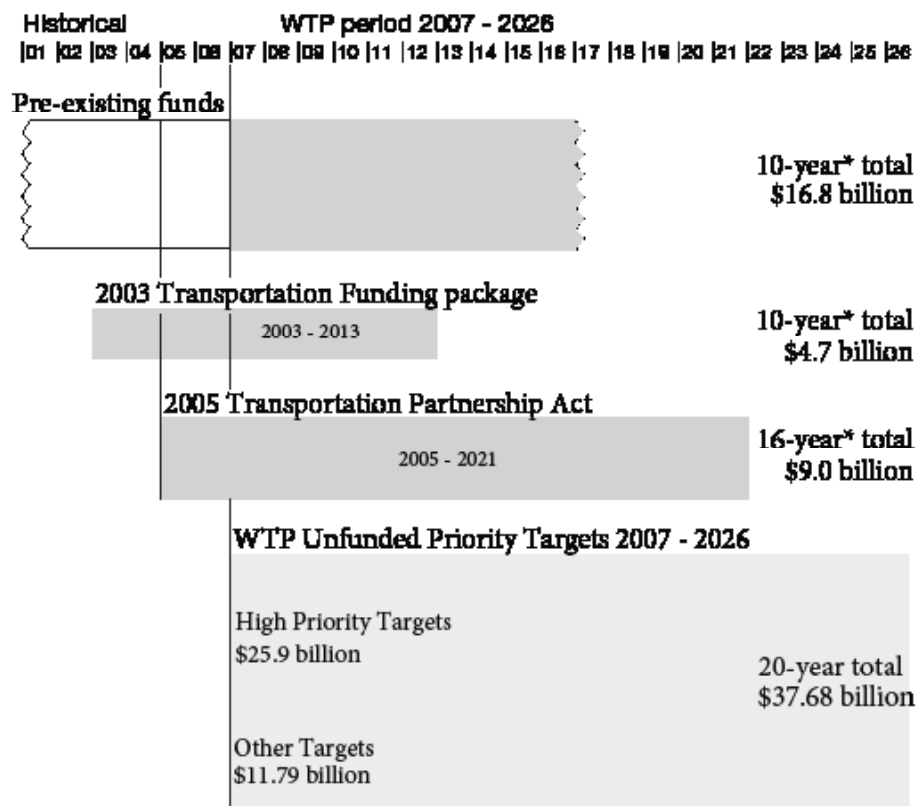 Historical WTP period 2007 - 2026
|01 |02 |03 |04 |05 |06 |07 |08 |09 |10 |11 |12 |13 |14 |15 |16 |17 |18 |19 |20 |21 |22 |23 |24 |25 |26
Pre-existing funds
10-year* total
$16.8 billion
2003 Transportation Funding package
2003 - 2013
10-year* total
$4.7 billion
2005 Transportation Partnership Act
2005 - 2021
16-year* total
$9.0 billion
WTP Unfunded Priority Targets 2007 - 2026
High Priority Targets
$25.9 billion
20-year total
$37.68 billion
Other Targets
$11.79 billion